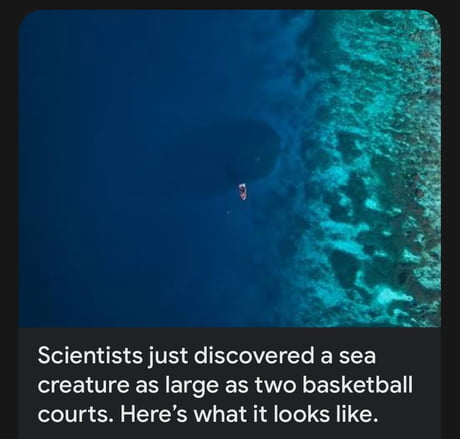 Scientists just discovered a sea
creature as large as two basketball
courts. Here’s what it looks like.